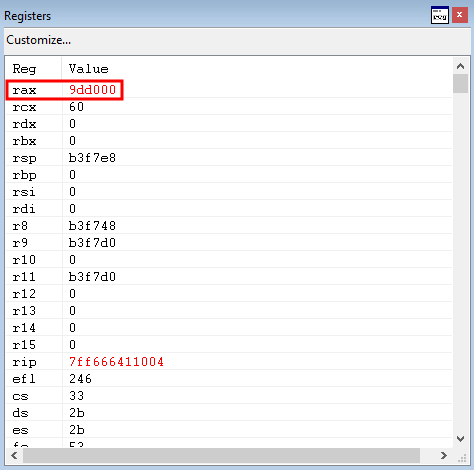 Registers
Customize...
Reg Value
rax 9dd000
rcx 60
rdx 0
rbx 0
rsp b3f7e8
rbp 0
rsi 0
rdi 0
r8 b3f748
r9 b3f7d0
r10 0
r11 b3f7d0
r12 0
r13 0
r14 0
r15 0
rip 7ff666411004
efl 246
cs 33
ds 2b
es 2b